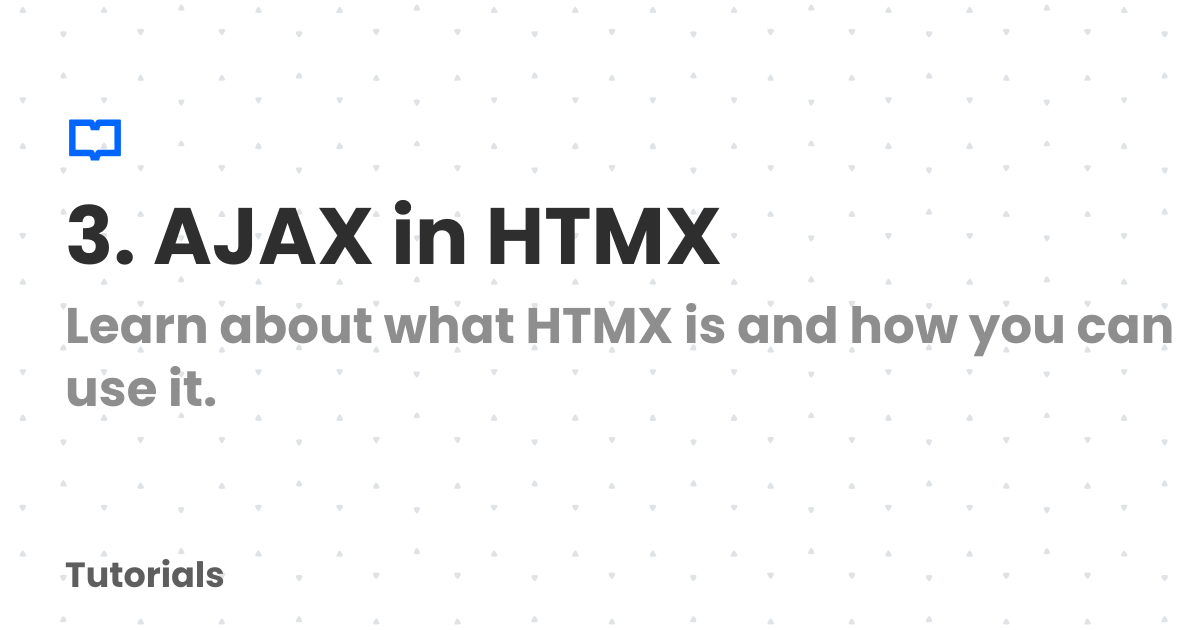 3. AJAX in HTMX
Learn about what HTMX is and how you can
use it.
Tutorials